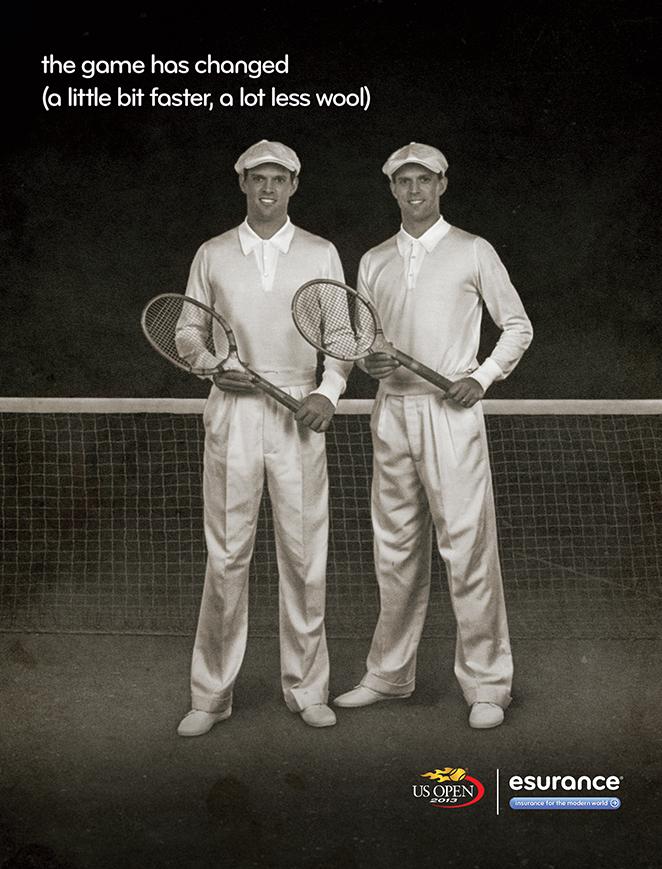 the game has changed
(a little bit faster, a lot less wool)
US OPEN
2013
esurance®
insurance for the modern world